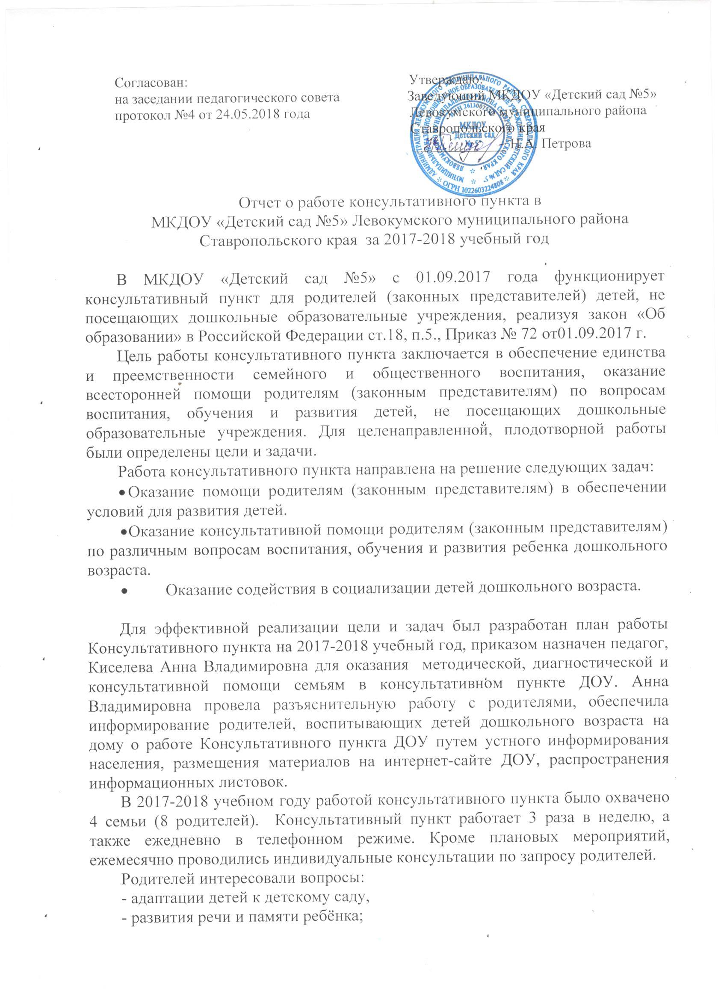 Согласован:
на заседании педагогического совета
протокол №4 от 24.05.2018 года
Утверждаю:
Заведующий МКДОУ «Детский сад №5»
Левокумского муниципального района
Ставропольского края
Н.А. Петрова
МКДОУ
"Детский сад
№ 5"
ОГРН 1022603224808
Отчет о работе консультативного пункта в
МКДОУ «Детский сад №5» Левокумского муниципального района
Ставропольского края за 2017-2018 учебный год
В МКДОУ «Детский сад №5» с 01.09.2017 года функционирует
консультативный пункт для родителей (законных представителей) детей, не
посещающих дошкольные образовательные учреждения, реализуя закон «Об
образовании» в Российской Федерации ст.18, п.5., Приказ № 72 от01.09.2017 г.
Цель работы консультативного пункта заключается в обеспечение единства
и преемственности семейного и общественного воспитания, оказание
всесторонней помощи родителям (законным представителям) по вопросам
воспитания, обучения и развития детей, не посещающих дошкольные
образовательные учреждения. Для целенаправленной, плодотворной работы
были определены цели и задачи.
Работа консультативного пункта направлена на решение следующих задач:
•Оказание помощи родителям (законным представителям) в обеспечении
условий для развития детей.
•Оказание консультативной помощи родителям (законным представителям)
по различным вопросам воспитания, обучения и развития ребенка дошкольного
возраста.
• Оказание содействия в социализации детей дошкольного возраста.
Для эффективной реализации цели и задач был разработан план работы
Консультативного пункта на 2017-2018 учебный год, приказом назначен педагог,
Киселева Анна Владимировна для оказания методической, диагностической и
консультативной помощи семьям в консультативном пункте ДОУ. Анна
Владимировна провела разъяснительную работу с родителями, обеспечила
информирование родителей, воспитывающих детей дошкольного возраста на
дому о работе Консультативного пункта ДОУ путем устного информирования
населения, размещения материалов на интернет-сайте ДОУ, распространения
информационных листовок.
В 2017-2018 учебном году работой консультативного пункта было охвачено
4 семьи (8 родителей). Консультативный пункт работает 3 раза в неделю, а
также ежедневно в телефонном режиме. Кроме плановых мероприятий,
ежемесячно проводились индивидуальные консультации по запросу родителей.
Родителей интересовали вопросы:
- адаптации детей к детскому саду,
- развития речи и памяти ребёнка;